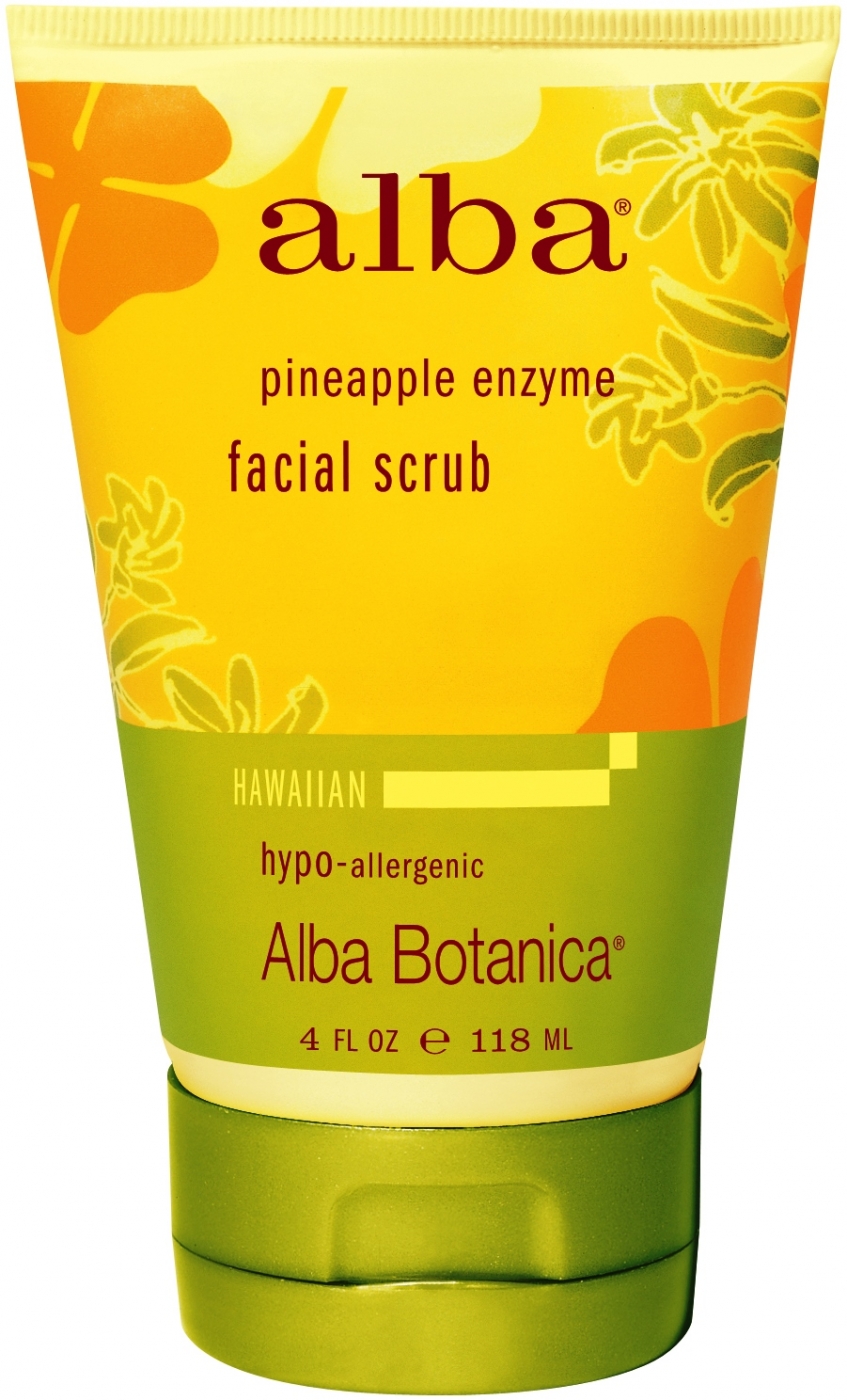 alba®
pineapple enzyme
facial scrub
HAWAIIAN
hypo-allergenic
Alba Botanica®
4 FL OZ ℮ 118 ML